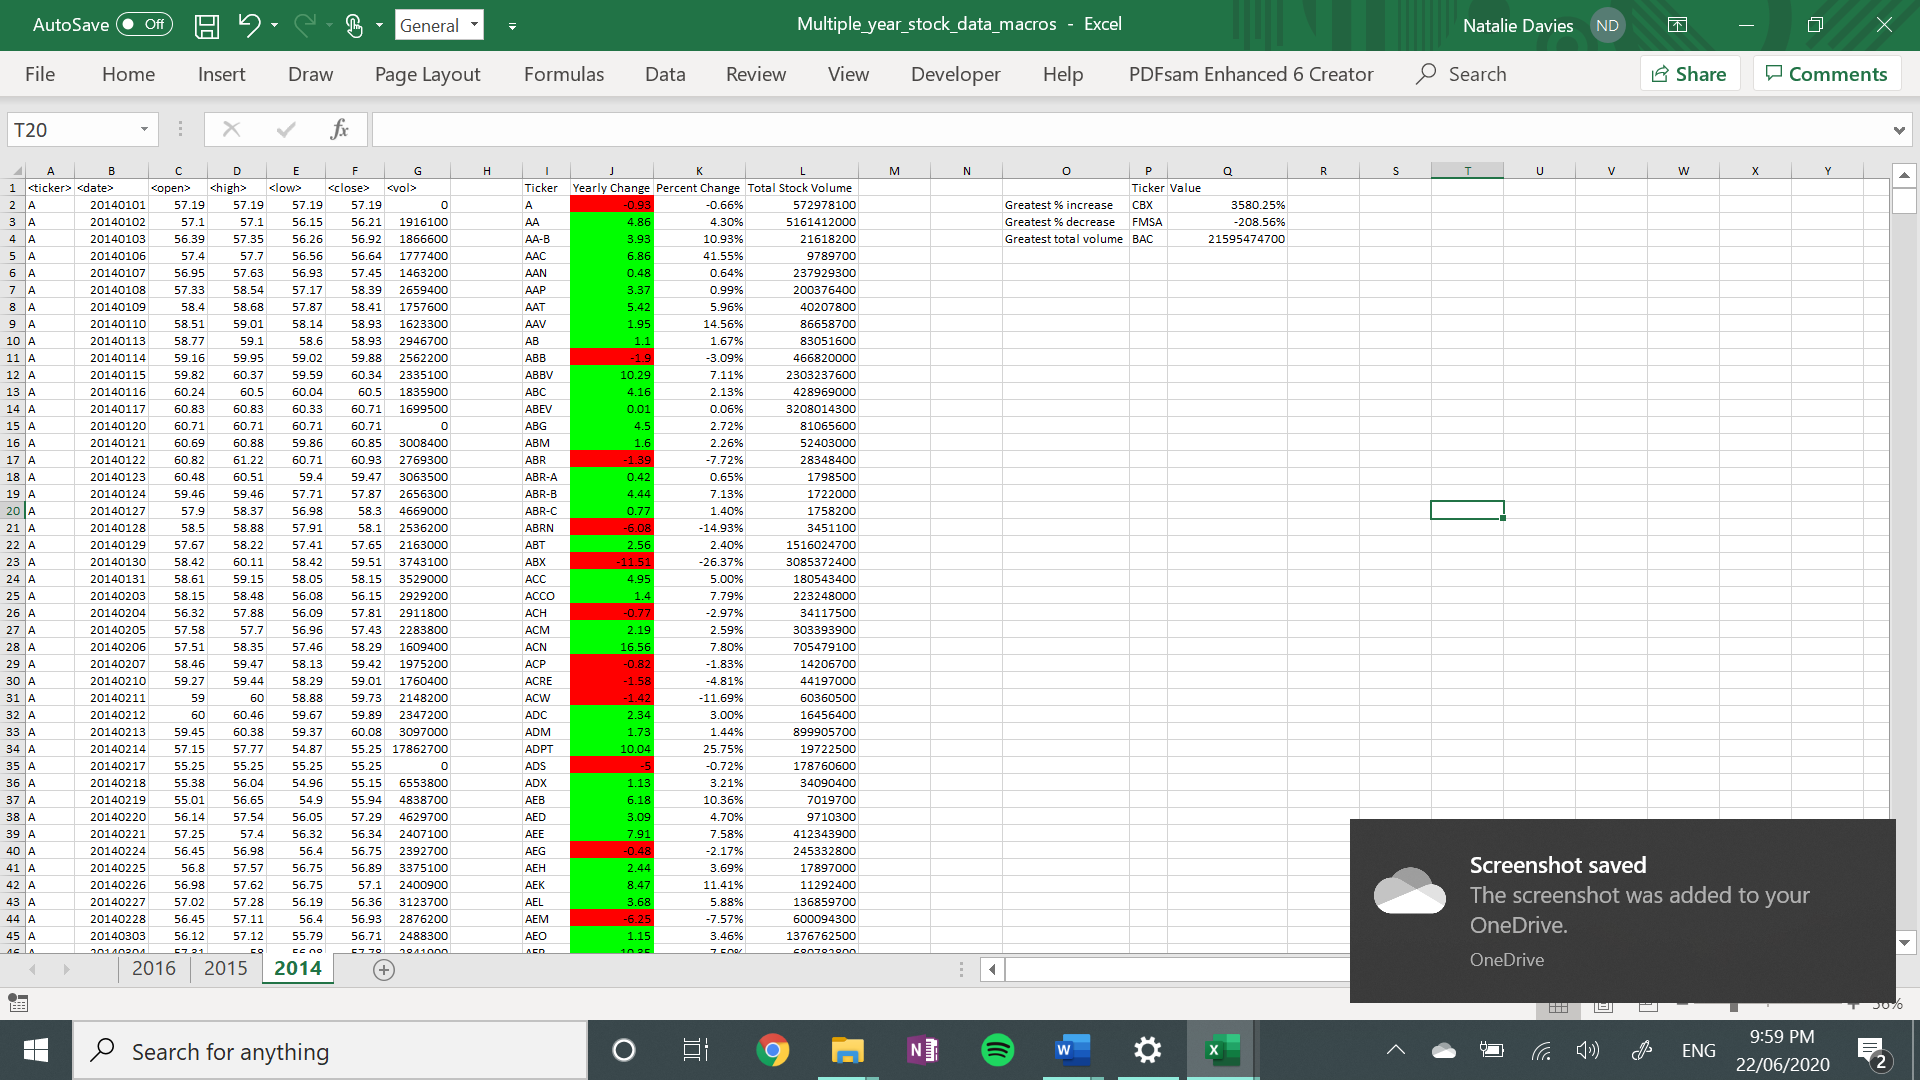 AutoSave Off General Multiple_year_stock_data_macros - Excel Natalie Davies ND
File Home Insert Draw Page Layout Formulas Data Review View Developer Help PDFsam Enhanced 6 Creator Search Share Comments
T20 fx
A B C D E F G H I J K L M N O P Q R S T U V W X Y
1 <ticker> <date> <open> <high> <low> <close> <vol> Ticker Yearly Change Percent Change Total Stock Volume Ticker Value
2 A 20140101 57.19 57.19 57.19 57.19 0 A -0.93 -0.66% 572978100 Greatest % increase CBX 3580.25%
3 A 20140102 57.1 57.1 56.15 56.21 1916100 AA 4.86 4.30% 5161412000 Greatest % decrease FMSA -208.56%
4 A 20140103 56.39 57.35 56.26 56.92 1866600 AA-B 3.93 10.93% 21618200 Greatest total volume BAC 21595474700
5 A 20140106 57.4 57.7 56.56 56.64 1777400 AAC 6.86 41.55% 9789700
6 A 20140107 56.95 57.63 56.93 57.45 1463200 AAN 0.48 0.64% 237929300
7 A 20140108 57.33 58.54 57.17 58.39 2659400 AAP 3.37 0.99% 200376400
8 A 20140109 58.4 58.68 57.87 58.41 1757600 AAT 5.42 5.96% 40207800
9 A 20140110 58.51 59.01 58.14 58.93 1623300 AAV 1.95 14.56% 86658700
10 A 20140113 58.77 59.1 58.6 58.93 2946700 AB 1.1 1.67% 83051600
11 A 20140114 59.16 59.95 59.02 59.88 2562200 ABB -1.9 -3.09% 466820000
12 A 20140115 59.82 60.37 59.59 60.34 2335100 ABBV 10.29 7.11% 2303237600
13 A 20140116 60.24 60.5 60.04 60.5 1835900 ABC 4.16 2.13% 428969000
14 A 20140117 60.83 60.83 60.33 60.71 1699500 ABEV 0.01 0.06% 3208014300
15 A 20140120 60.71 60.71 60.71 60.71 0 ABG 4.5 2.72% 81065600
16 A 20140121 60.69 60.88 59.86 60.85 3008400 ABM 1.6 2.26% 52403000
17 A 20140122 60.82 61.22 60.71 60.93 2769300 ABR -1.39 -7.72% 28348400
18 A 20140123 60.48 60.51 59.4 59.47 3063500 ABR-A 0.42 0.65% 1798500
19 A 20140124 59.46 59.46 57.71 57.87 2656300 ABR-B 4.44 7.13% 1722000
20 A 20140127 57.9 58.37 56.98 58.3 4669000 ABR-C 0.77 1.40% 1758200
21 A 20140128 58.5 58.88 57.91 58.1 2536200 ABRN -6.08 -14.93% 3451100
22 A 20140129 57.67 58.22 57.41 57.65 2163000 ABT 2.56 2.40% 1516024700
23 A 20140130 58.42 60.11 58.42 59.51 3743100 ABX -11.51 -26.37% 3085372400
24 A 20140131 58.61 59.15 58.05 58.15 3529000 ACC 4.95 5.00% 180543400
25 A 20140203 58.15 58.48 56.08 56.15 2929200 ACCO 1.4 7.79% 223248000
26 A 20140204 56.32 57.88 56.09 57.81 2911800 ACH -0.77 -2.97% 34117500
27 A 20140205 57.58 57.7 56.96 57.43 2283800 ACM 2.19 2.59% 303393900
28 A 20140206 57.51 58.35 57.46 58.29 1609400 ACN 16.56 7.80% 705479100
29 A 20140207 58.46 59.47 58.13 59.42 1975200 ACP -0.82 -1.83% 14206700
30 A 20140210 59.27 59.44 58.29 59.01 1760400 ACRE -1.58 -4.81% 44197000
31 A 20140211 59 60 58.88 59.73 2148200 ACW -1.42 -11.69% 60360500
32 A 20140212 60 60.46 59.67 59.89 2347200 ADC 2.34 3.00% 16456400
33 A 20140213 59.45 60.38 59.37 60.08 3097000 ADM 1.73 1.44% 899905700
34 A 20140214 57.15 57.77 54.87 55.25 17862700 ADPT 10.04 25.75% 19722500
35 A 20140217 55.25 55.25 55.25 55.25 0 ADS -5 -0.72% 178760600
36 A 20140218 55.38 56.04 54.96 55.15 6553800 ADX 1.13 3.21% 34090400
37 A 20140219 55.01 56.65 54.9 55.94 4838700 AEB 6.18 10.36% 7019700
38 A 20140220 56.14 57.54 56.05 57.29 4629700 AED 3.09 4.70% 9710300
39 A 20140221 57.25 57.4 56.32 56.34 2407100 AEE 7.91 7.58% 412343900
40 A 20140224 56.45 56.98 56.4 56.75 2392700 AEG -0.48 -2.17% 245332800
41 A 20140225 56.8 57.57 56.75 56.89 3375100 AEH 2.44 3.69% 17897000
42 A 20140226 56.98 57.62 56.75 57.1 2400900 AEK 8.47 11.41% 11292400
43 A 20140227 57.02 57.28 56.19 56.36 3123700 AEL 3.68 5.88% 136859700
44 A 20140228 56.45 57.11 56.4 56.93 2876200 AEM -6.25 -7.57% 600094300
45 A 20140303 56.12 57.12 55.79 56.71 2488300 AEO 1.15 3.46% 1376762500
2016 2015 2014
Screenshot saved
The screenshot was added to your
OneDrive.
OneDrive
Search for anything
ENG
9:59 PM
22/06/2020
2